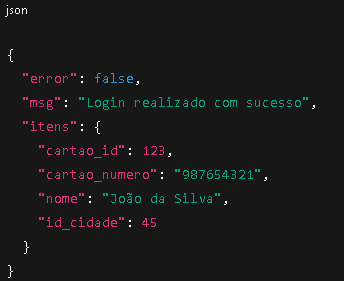 json
{
"error": false,
"msg": "Login realizado com sucesso",
"itens": {
"cartao_id": 123,
"cartao_numero": "987654321",
"nome": "João da Silva",
"id_cidade": 45
}
}